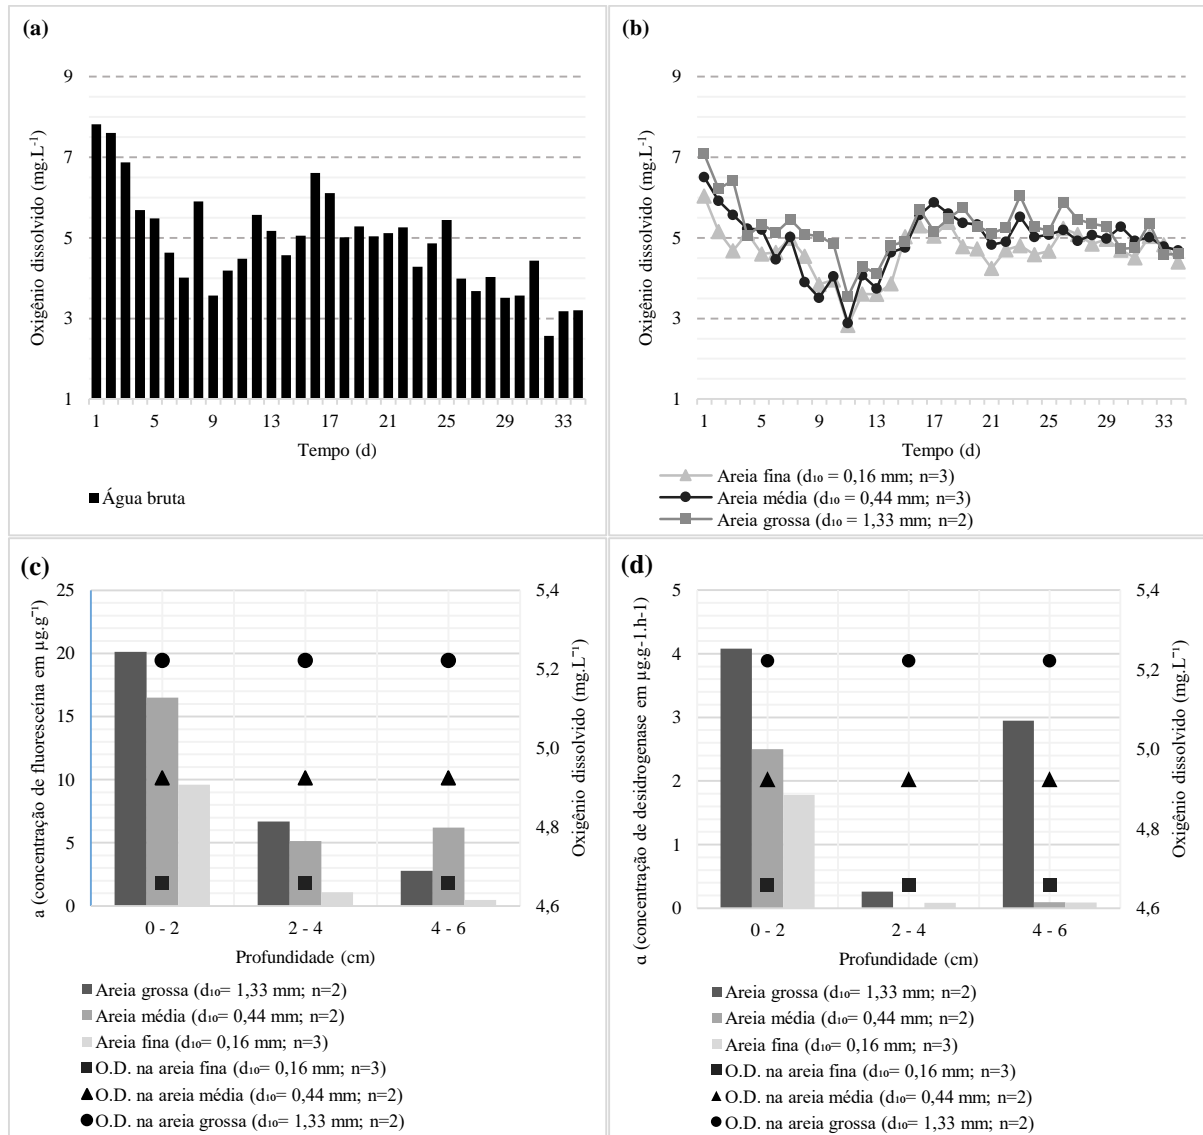 (a)
Oxigênio dissolvido (mg.L⁻¹)
9
7
5
3
1
1 5 9 13 17 21 25 29 33
Tempo (d)
Água bruta
(b)
Oxigênio dissolvido (mg.L⁻¹)
9
7
5
3
1
1 5 9 13 17 21 25 29 33
Tempo (d)
Areia fina (d₁₀ = 0,16 mm; n=3)
Areia média (d₁₀ = 0,44 mm; n=3)
Areia grossa (d₁₀ = 1,33 mm; n=2)
(c)
a (concentração de fluoresceína em µg.g⁻¹)
25
20
15
10
5
0
5,4
5,2
5,0
4,8
4,6
Oxigênio dissolvido (mg.L⁻¹)
0 - 2 2 - 4 4 - 6
Profundidade (cm)
Areia grossa (d₁₀= 1,33 mm; n=2)
Areia média (d₁₀= 0,44 mm; n=2)
Areia fina (d₁₀= 0,16 mm; n=3)
O.D. na areia fina (d₁₀= 0,16 mm; n=3)
O.D. na areia média (d₁₀= 0,44 mm; n=2)
O.D. na areia grossa (d₁₀= 1,33 mm; n=2)
(d)
ɑ (concentração de desidrogenase em µg.g-1.h-1)
5
4
3
2
1
0
5,4
5,2
5,0
4,8
4,6
Oxigênio dissolvido (mg.L⁻¹)
0 - 2 2 - 4 4 - 6
Profundidade (cm)
Areia grossa (d₁₀= 1,33 mm; n=2)
Areia média (d₁₀= 0,44 mm; n=2)
Areia fina (d₁₀= 0,16 mm; n=3)
O.D. na areia fina (d₁₀= 0,16 mm; n=3)
O.D. na areia média (d₁₀= 0,44 mm; n=2)
O.D. na areia grossa (d₁₀= 1,33 mm; n=2)